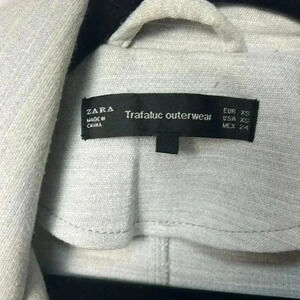 ZARA
MADE IN
CHINA
Trafaluc outerwear
EUR XS
USA XS
MEX 24